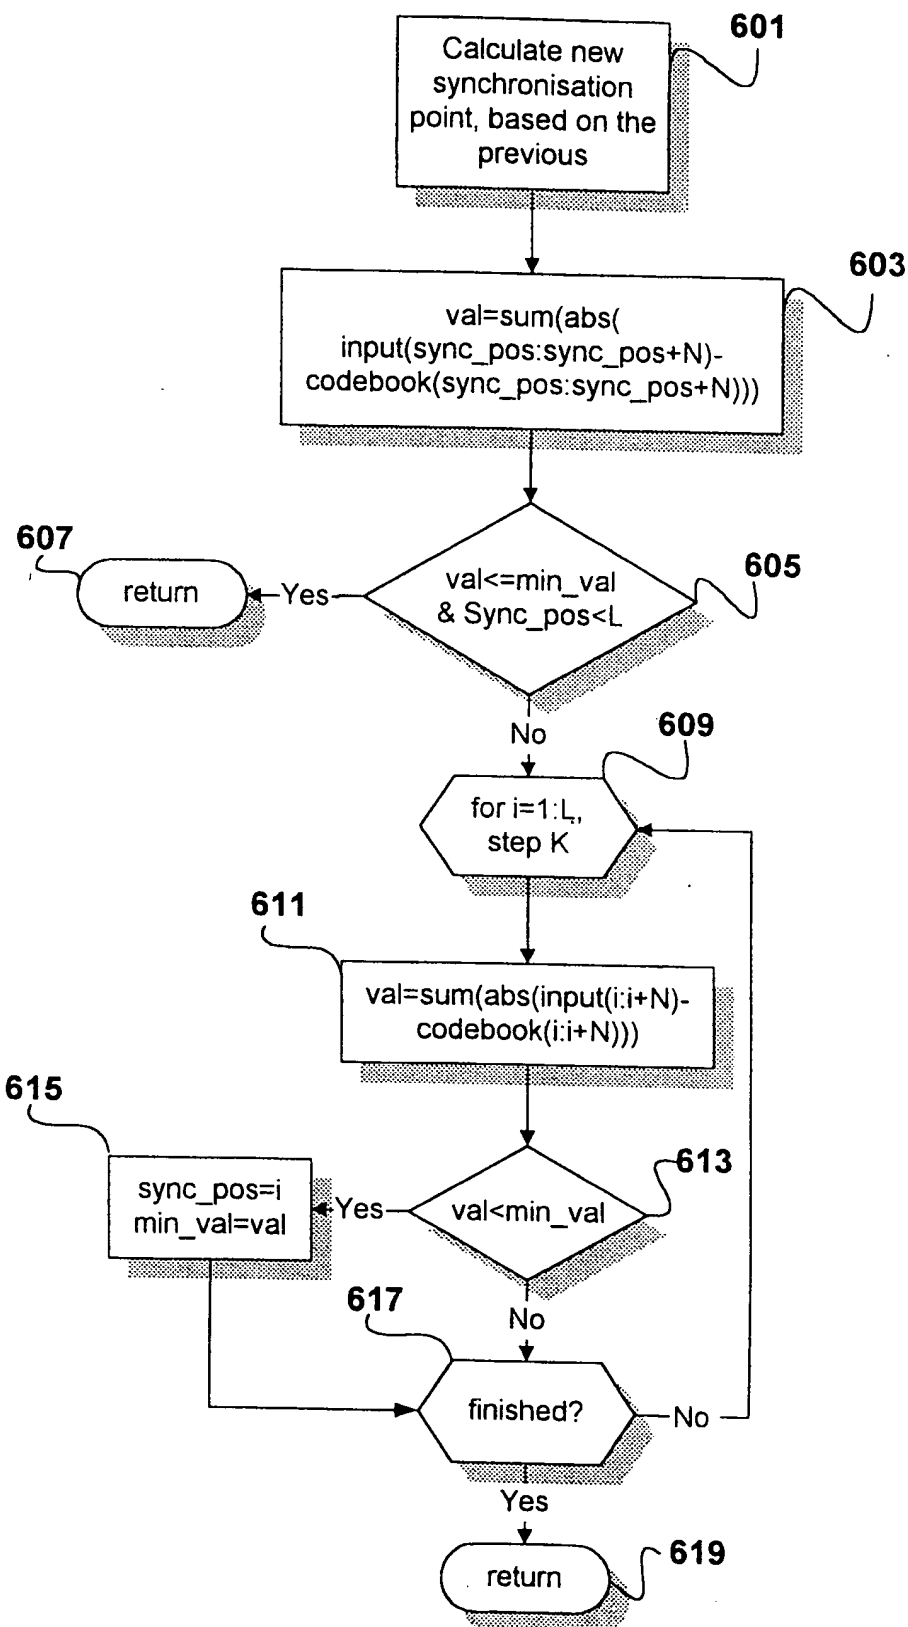 601
Calculate new
synchronisation
point, based on the
previous
603
val=sum(abs(
input(sync_pos:sync_pos+N)-
codebook(sync_pos:sync_pos+N)))
607
return
Yes
val<=min_val
& Sync_pos<L
605
No
609
for i=1:L,
step K
611
val=sum(abs(input(i:i+N)-
codebook(i:i+N)))
615
sync_pos=i
min_val=val
Yes
val<min_val
613
No
617
finished?
No
Yes
return
619